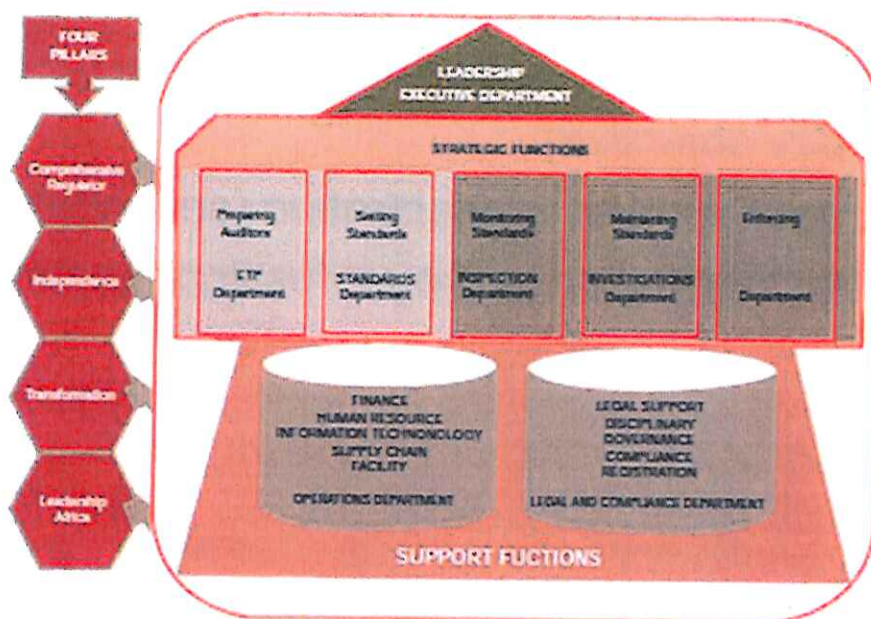 FOUR
PILLARS
Comprehensive
Regulator
Independence
Transformation
Leadership
Africa
LEADERSHIP
EXECUTIVE DEPARTMENT
STRATEGIC FUNCTIONS
Preparing
Auditors
Department
Setting
Standards
STANDARDS
Department
Monitoring
Standards
INSPECTION
Department
Maintaining
Standards
INVESTIGATIONS
Department
Enforcing
Department
FINANCE
HUMAN RESOURCE
INFORMATION TECHNONOLOGY
SUPPLY CHAIN
FACILITY
OPERATIONS DEPARTMENT
LEGAL SUPPORT
DISCIPLINARY
GOVERNANCE
COMPLIANCE
REGISTRATION
LEGAL AND COMPLIANCE DEPARTMENT
SUPPORT FUCTIONS